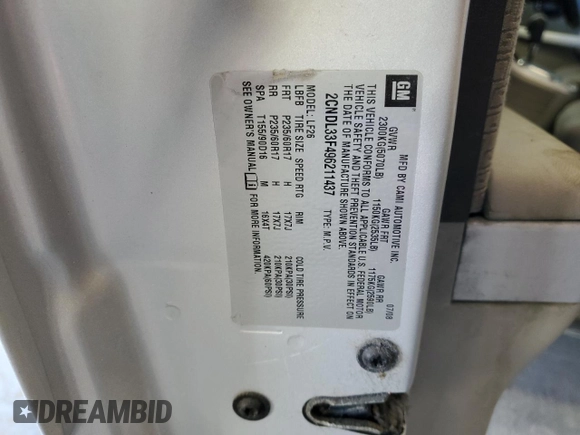 GM
MFD BY CAMI AUTOMOTIVE INC.
07/08
GVWR GAWR FRT GAWR RR
2300KG(5070LB) 1150KG(2535LB) 1175KG(2590LB)
THIS VEHICLE CONFORMS TO ALL APPLICABLE U.S. FEDERAL MOTOR
VEHICLE SAFETY AND THEFT PREVENTION STANDARDS IN EFFECT ON
THE DATE OF MANUFACTURE SHOWN ABOVE.
2CNDL33F496211437 TYPE: M.P.V.
MODEL: LF26
LBFB TIRE SIZE SPEED RTG RIM COLD TIRE PRESSURE
FRT P235/60R17 H 17X7J 210KPA(30PSI)
RR P235/60R17 H 17X7J 210KPA(30PSI)
SPA T155/90D16 M 16X4T 420KPA(60PSI)
SEE OWNER'S MANUAL FOR MORE INFORMATION.
DREAMBID